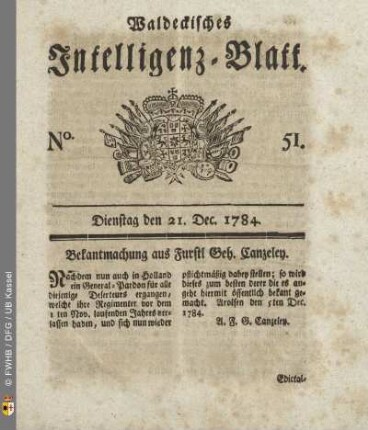 Waldeckisches
Intelligenz-Blatt.
No. 51.
Dienstag den 21. Dec. 1784.
Bekantmachung aus Furstl Geh. Canzeley.
Nachdem nun auch in Holland
ein General-Pardon für alle
diejenige Deserteurs ergangen,
welche ihre Regimenter vor dem
1 ten Nov. laufenden Jahres ver-
lassen haben, und sich nun wieder
pflichtmäßig dabey stellen; so wird
dieses zum besten derer die es an-
geht hiermit öffentlich bekant ge-
macht. Arolsen den 5ten Dec.
1784.
A. F. G. Canzeley.
Edictal-
© FWHB / DFG / UB Kassel